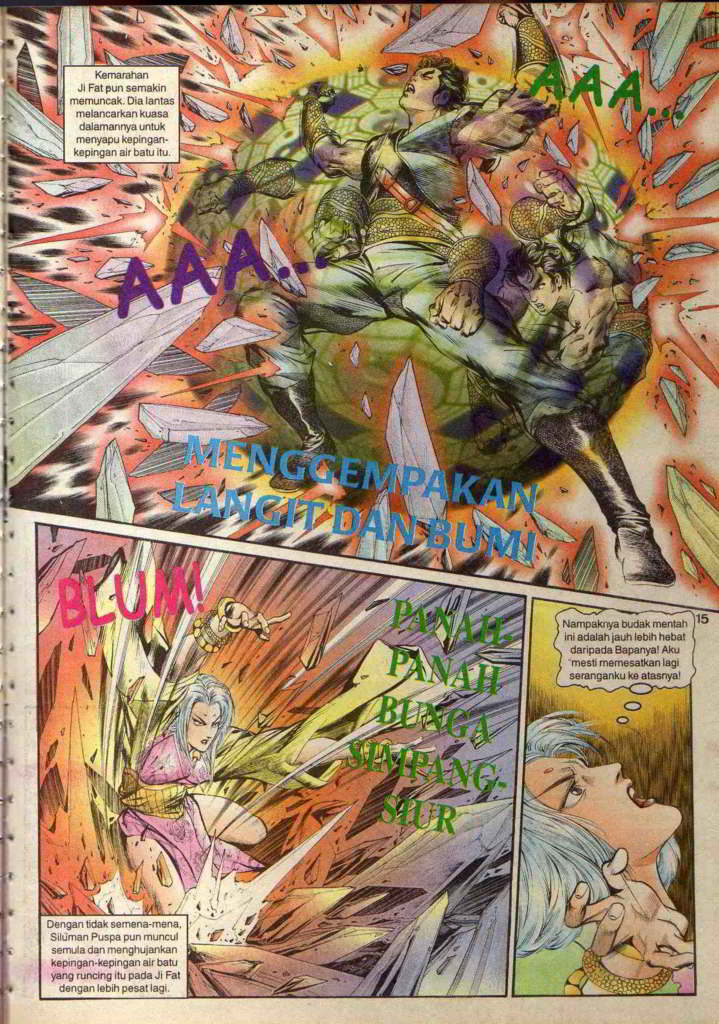 Kemarahan
Ji Fat pun semakin
memuncak. Dia lantas
melancarkan kuasa
dalamannya untuk
menyapu kepingan-
kepingan air batu itu.
AAA...
AAA...
MENGGEMPAKAN
LANGIT DAN BUMI
BLUM!
PANAH-
PANAH
BUNGA
SIMPANG-
SIUR
Dengan tidak semena-mena,
Siluman Puspa pun muncul
semula dan menghujankan
kepingan-kepingan air batu
yang runcing itu pada Ji Fat
dengan lebih pesat lagi.
15
Nampaknya budak mentah
ini adalah jauh lebih hebat
daripada Bapanya! Aku
mesti memesatkan lagi
seranganku ke atasnya!